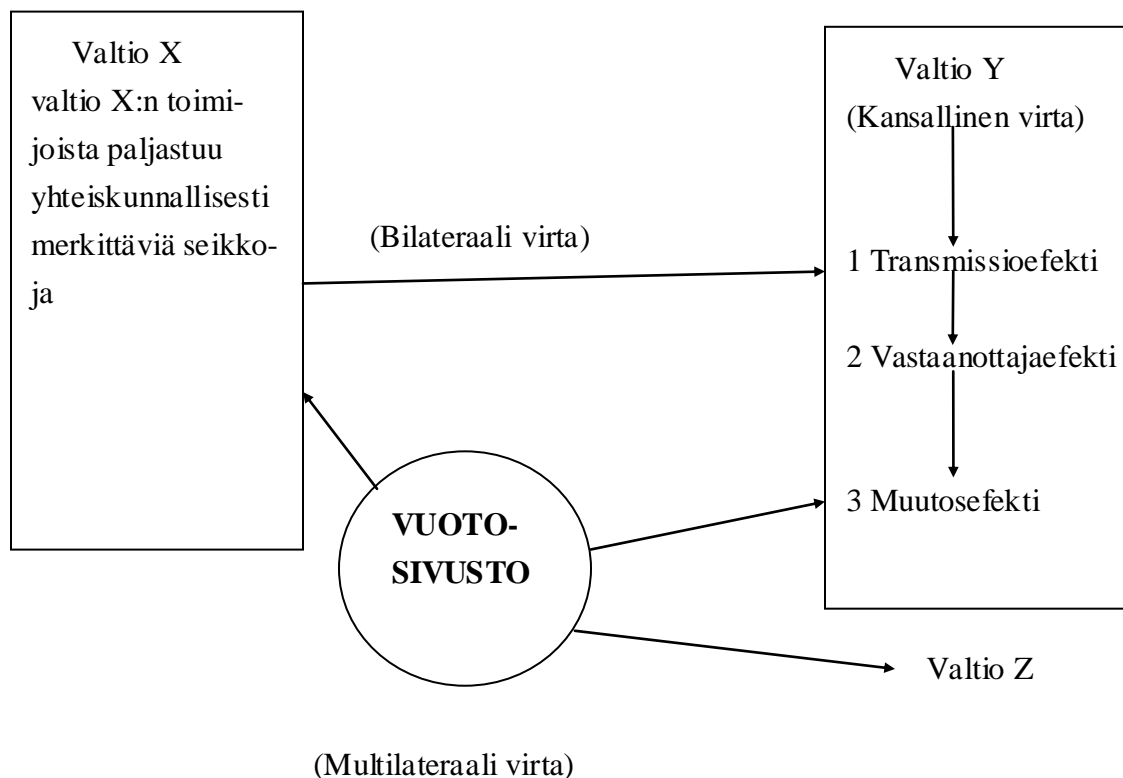 Valtio X
valtio X:n toimi-
joista paljastuu
yhteiskunnallisesti
merkittäviä seikko-
ja
(Bilateraali virta)
Valtio Y
(Kansallinen virta)
1 Transmissioefekti
2 Vastaanottajaefekti
3 Muutosefekti
VUOTO-
SIVUSTO
Valtio Z
(Multilateraali virta)